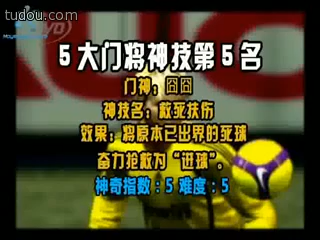 tudou.com
5大门将神技第5名
门神：囧囧
神技名：救死扶伤
效果：将原本已出界的死球
奋力抢救为“进球”。
神奇指数：5 难度：5